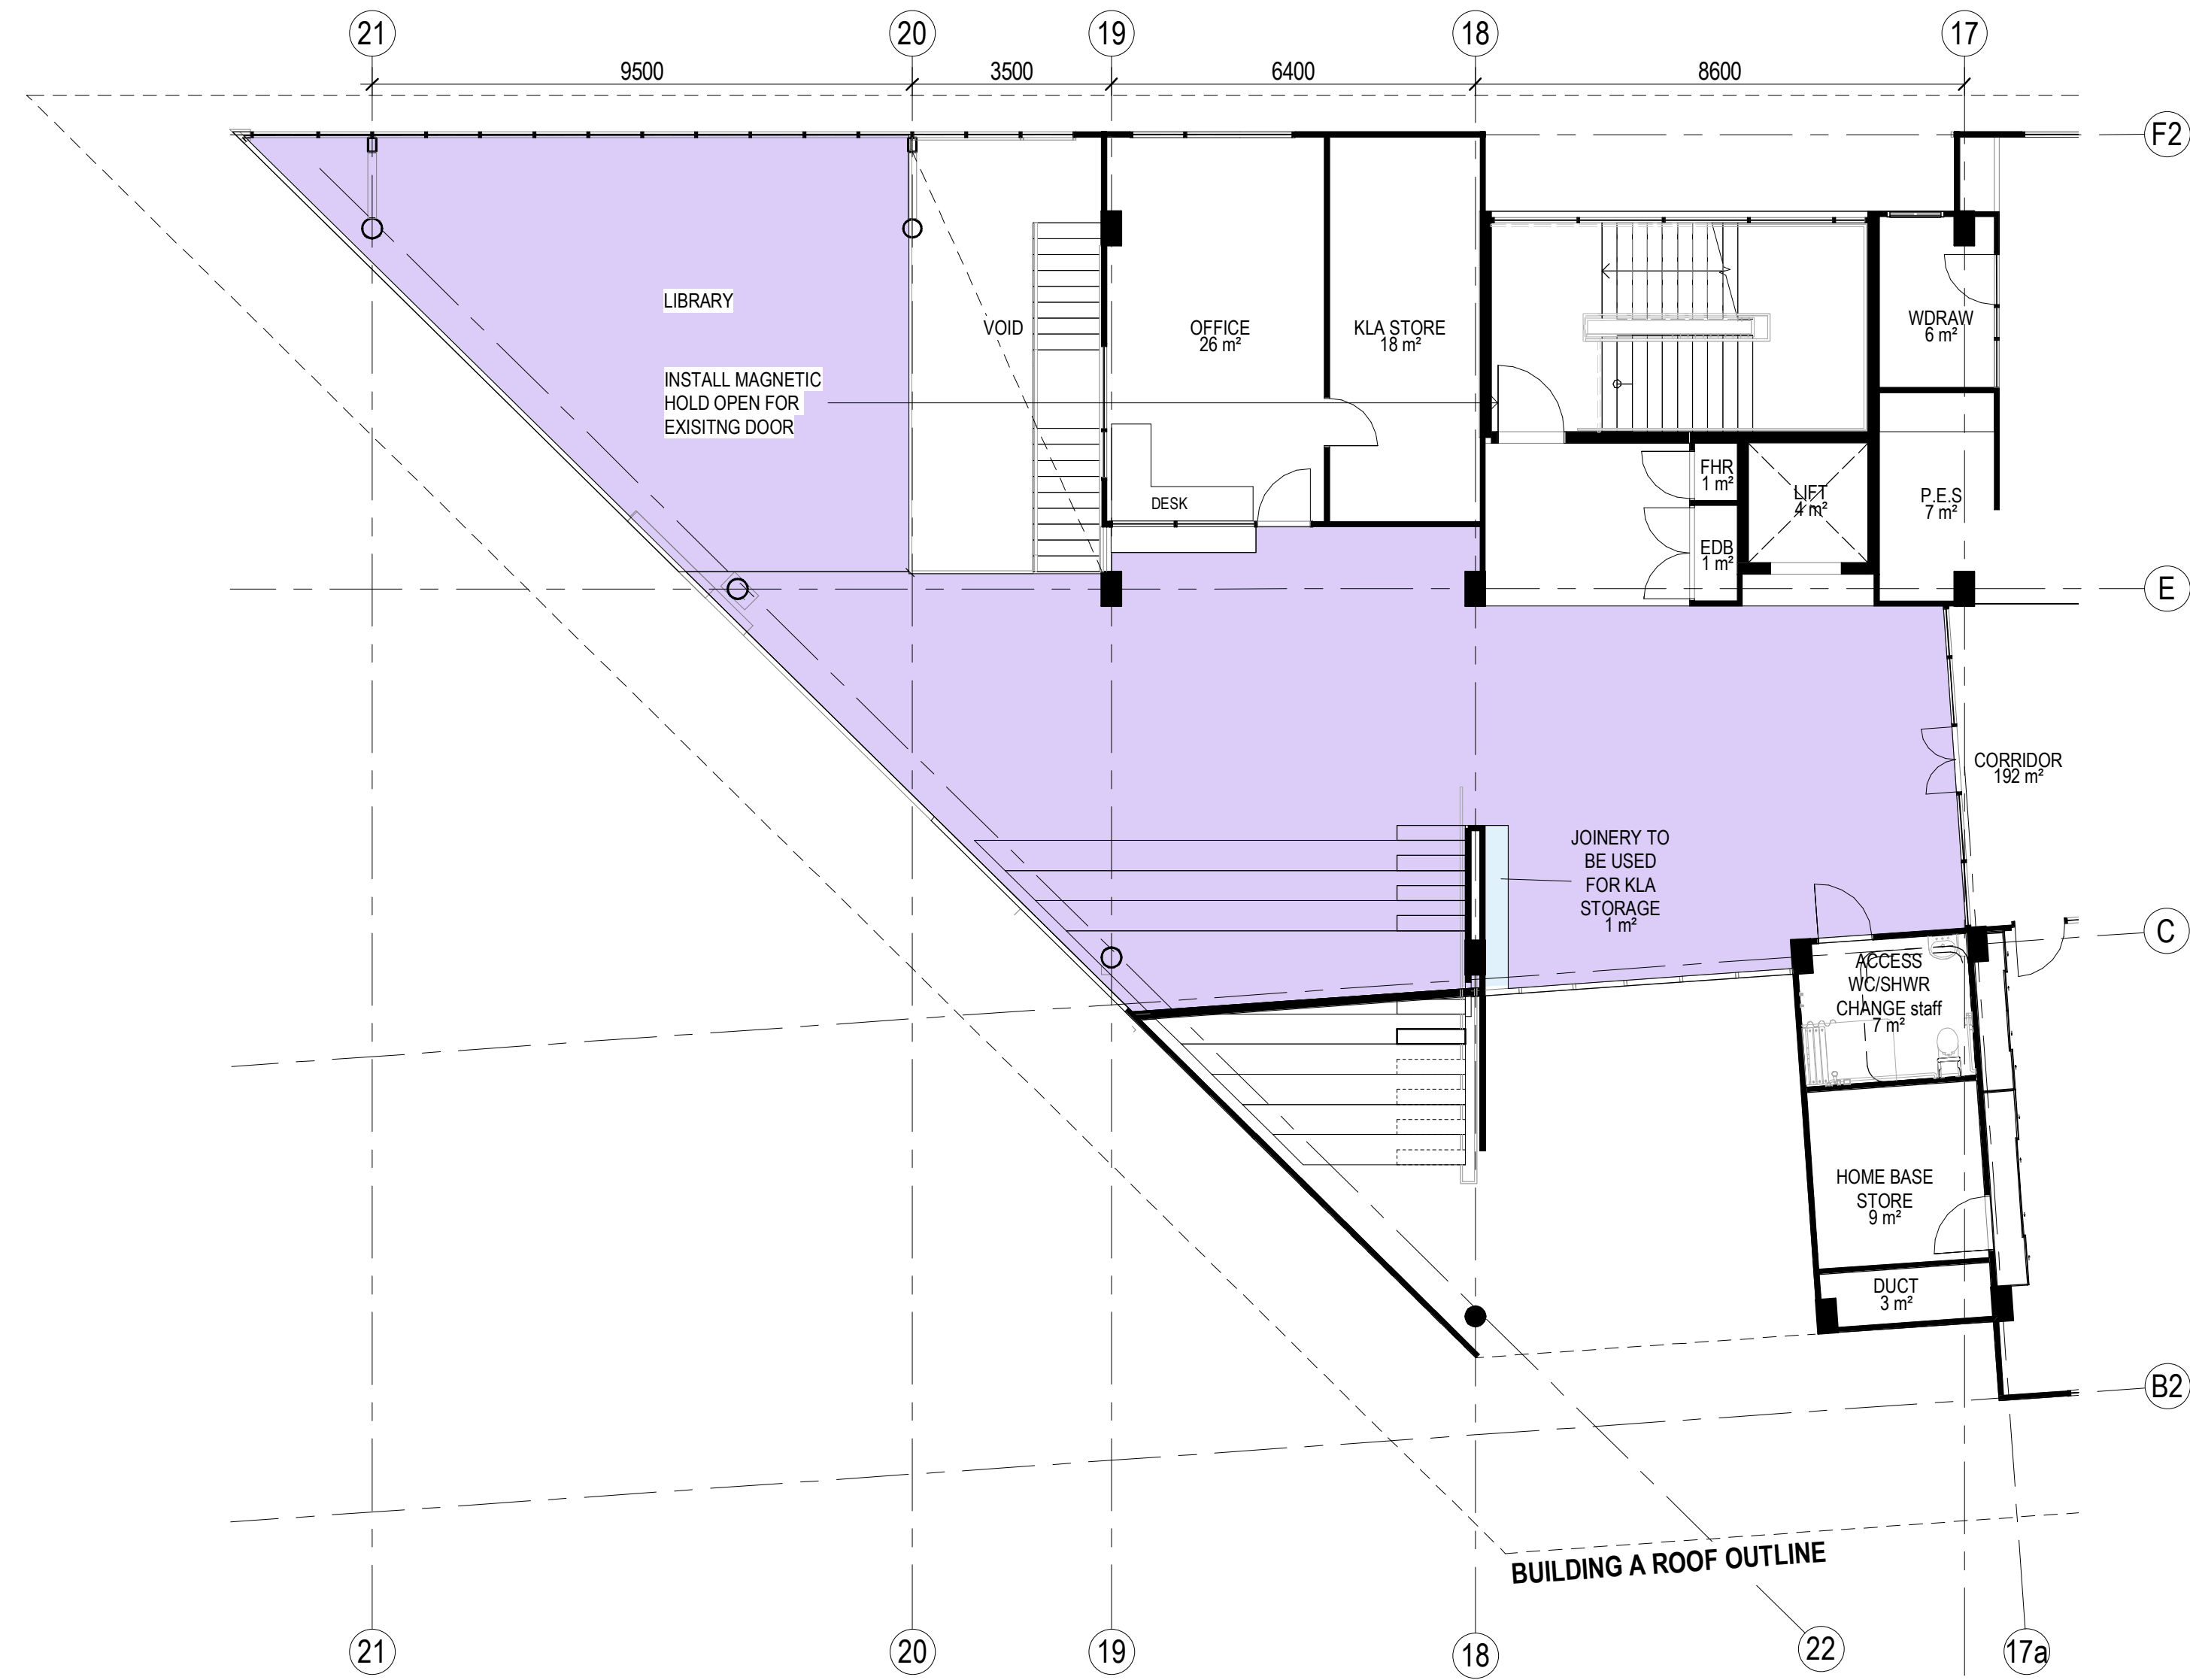 21
20
19
18
17
9500
3500
6400
8600
F2
LIBRARY
INSTALL MAGNETIC
HOLD OPEN FOR
EXISITNG DOOR
VOID
OFFICE
26 m²
KLA STORE
18 m²
DESK
WDRAW
6 m²
FHR
1 m²
LIFT
4 m²
P.E.S
7 m²
EDB
1 m²
E
CORRIDOR
192 m²
JOINERY TO
BE USED
FOR KLA
STORAGE
1 m²
C
ACCESS
WC/SHWR
CHANGE staff
7 m²
HOME BASE
STORE
9 m²
DUCT
3 m²
B2
BUILDING A ROOF OUTLINE
21
20
19
18
22
17a